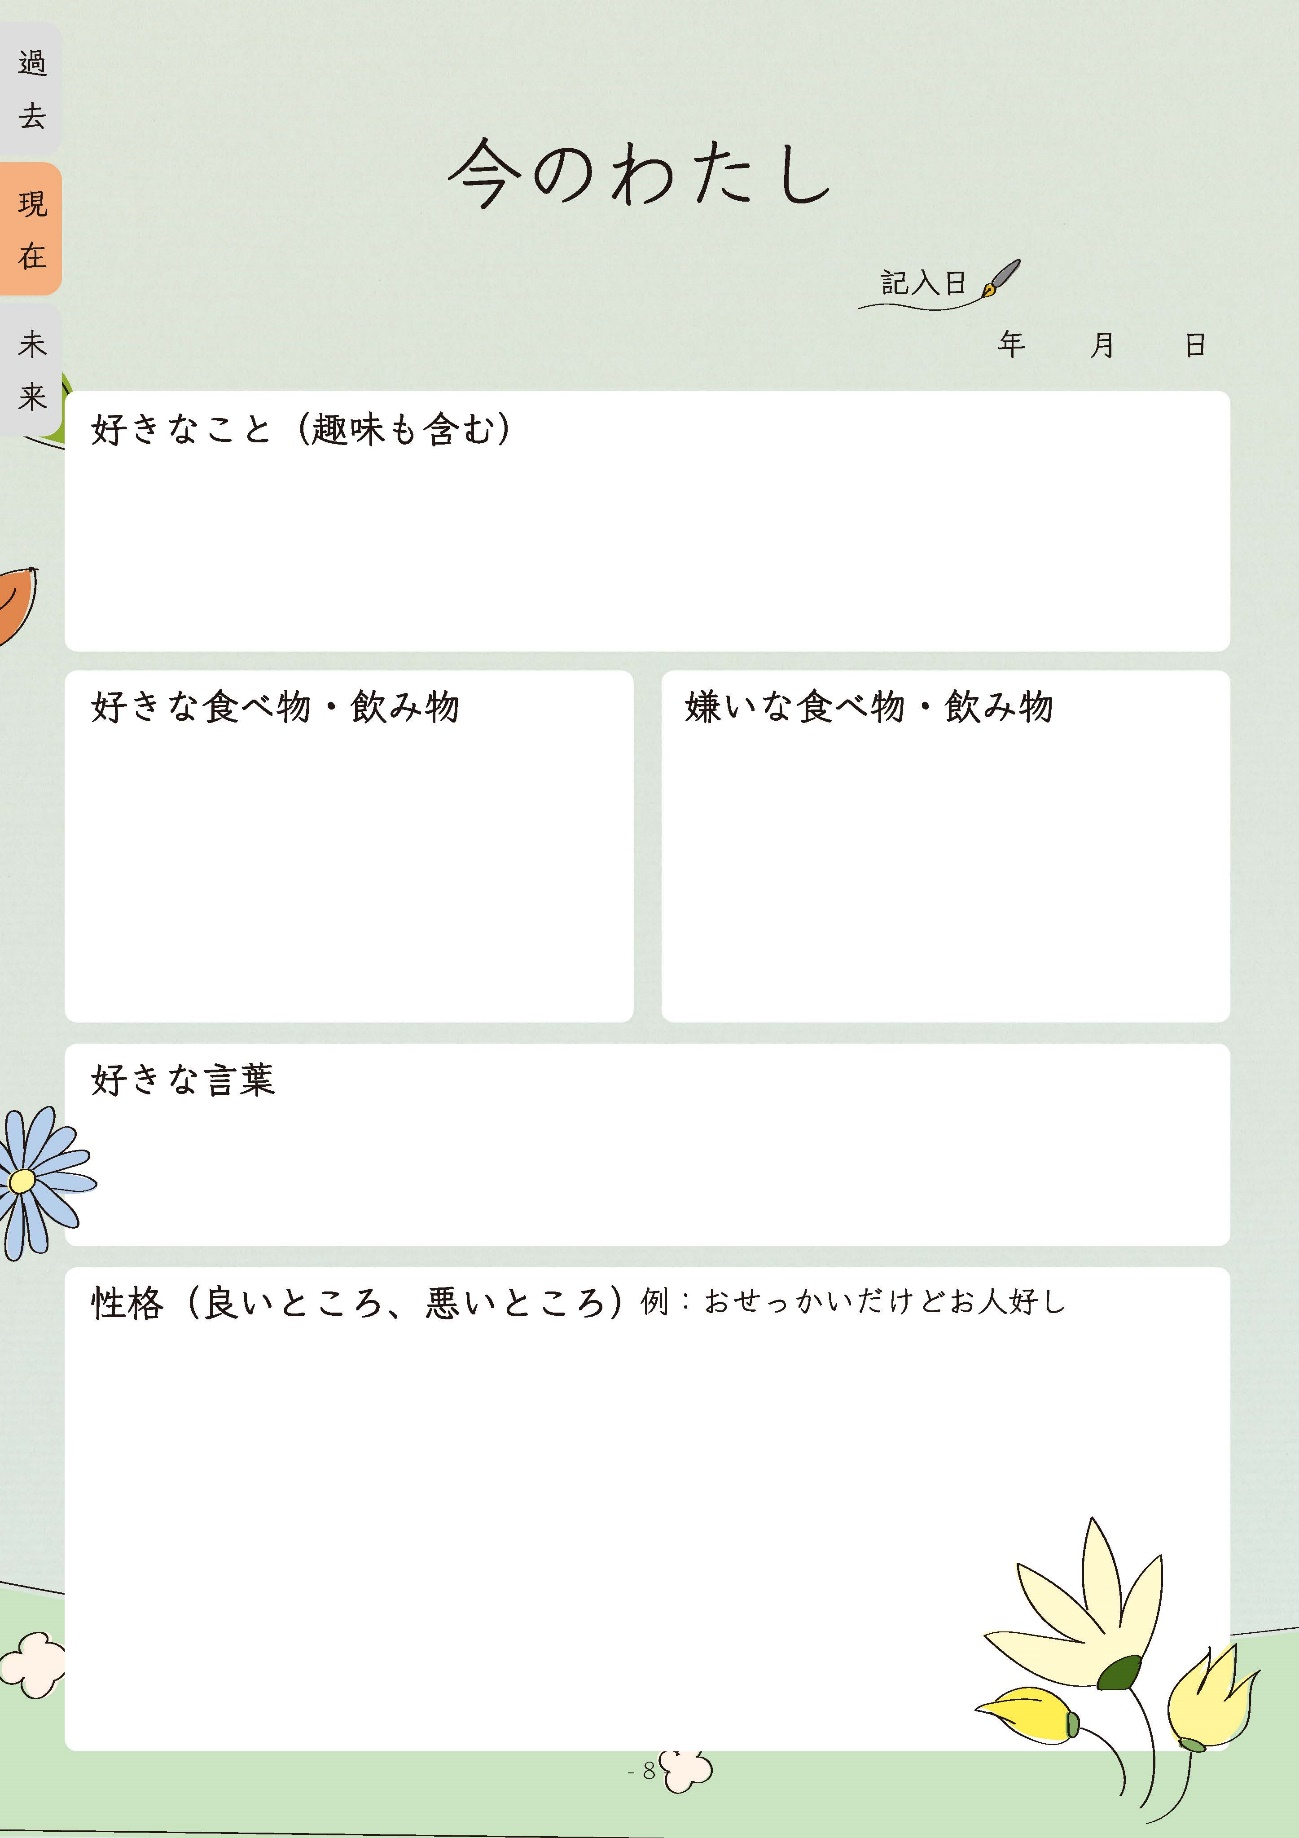 過去
現在
未来
今のわたし
記入日
年 月 日
好きなこと（趣味も含む）
好きな食べ物・飲み物
嫌いな食べ物・飲み物
好きな言葉
性格（良いところ、悪いところ）例：おせっかいだけどお人好し
- 8